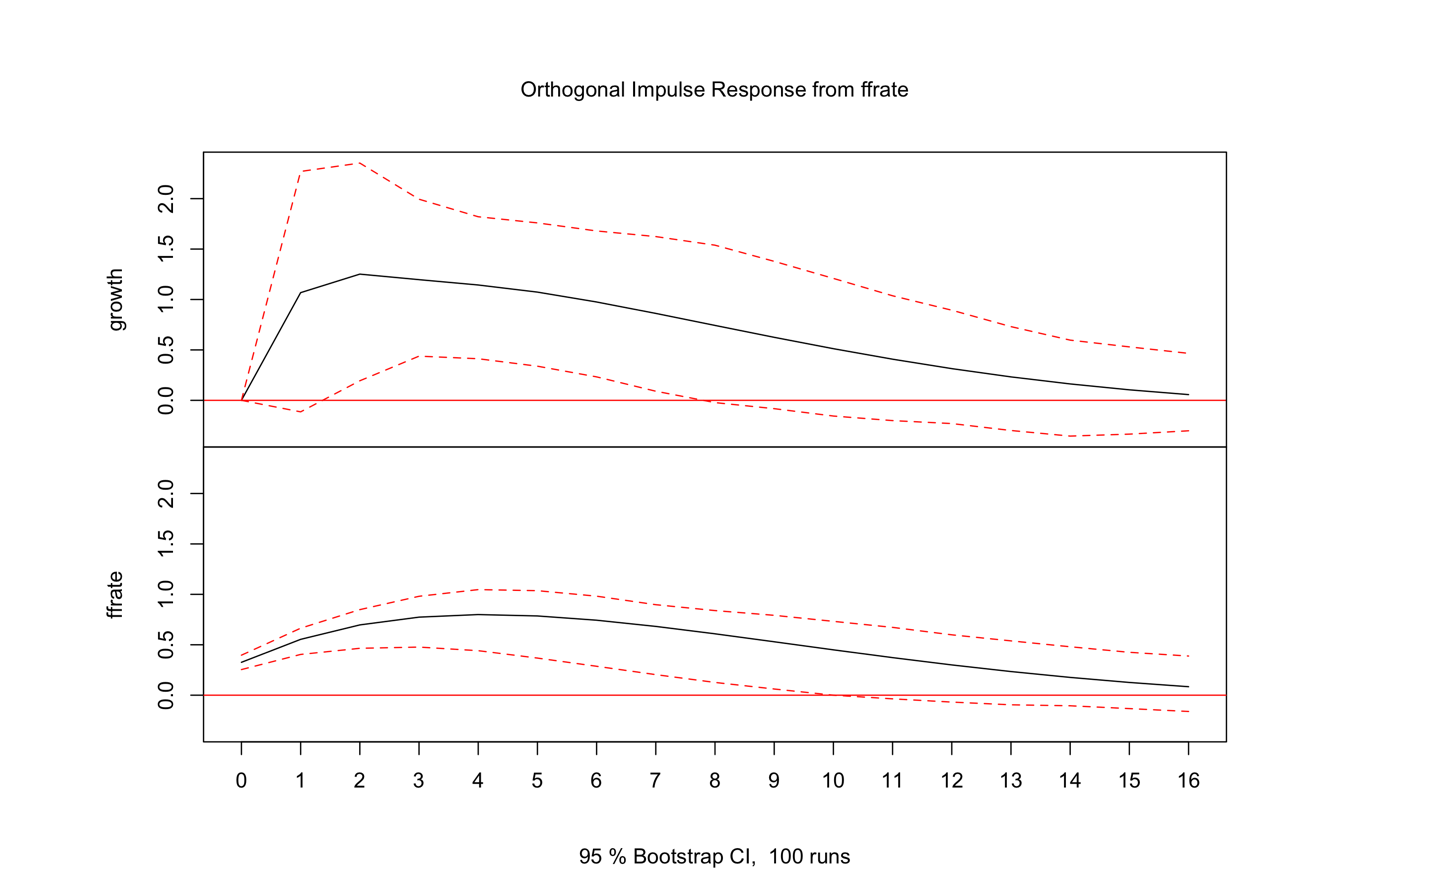 Orthogonal Impulse Response from ffrate
growth
2.0
1.5
1.0
0.5
0.0
ffrate
2.0
1.5
1.0
0.5
0.0
0 1 2 3 4 5 6 7 8 9 10 11 12 13 14 15 16
95 % Bootstrap CI,  100 runs